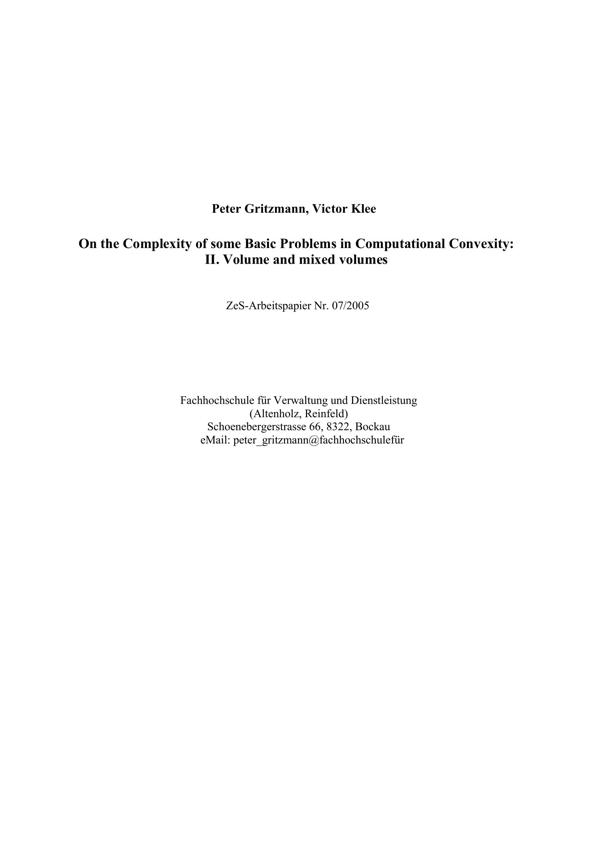 Peter Gritzmann, Victor Klee
On the Complexity of some Basic Problems in Computational Convexity:
II. Volume and mixed volumes
ZeS-Arbeitspapier Nr. 07/2005
Fachhochschule für Verwaltung und Dienstleistung
(Altenholz, Reinfeld)
Schoenebergerstrasse 66, 8322, Bockau
eMail: peter_gritzmann@fachhochschulefür